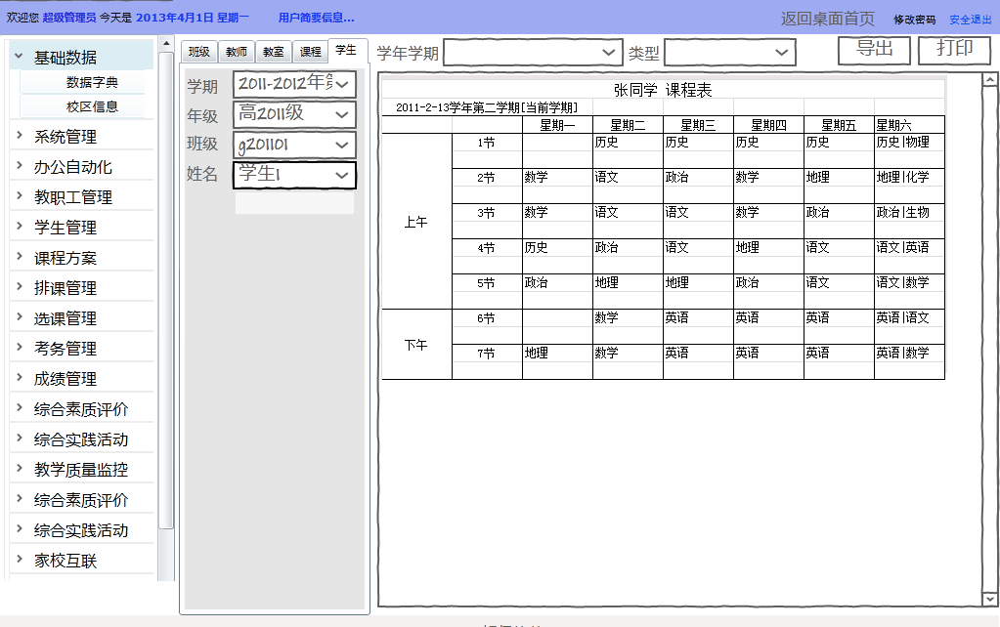 欢迎您 超级管理员 今天是 2013年4月1日 星期一 用户简要信息... 返回桌面首页 修改密码 安全退出
基础数据
数据字典
校区信息
系统管理
办公自动化
教职工管理
学生管理
课程方案
排课管理
选课管理
考务管理
成绩管理
综合素质评价
综合实践活动
教学质量监控
综合素质评价
综合实践活动
家校互联
班级 教师 教室 课程 学生
学期 2011-2012年第
年级 高2011级
班级 g201101
姓名 学生1
学年学期 类型 导出 打印
张同学 课程表
2011-2-13学年第二学期[当前学期]
星期一 星期二 星期三 星期四 星期五 星期六
上午
1节 历史 历史 历史 历史 历史|物理
2节 数学 语文 政治 数学 地理 地理|化学
3节 数学 语文 语文 数学 政治 政治|生物
4节 历史 政治 语文 地理 语文 语文|英语
5节 政治 地理 地理 政治 语文 语文|数学
下午
6节 数学 英语 英语 英语 英语|语文
7节 地理 数学 英语 英语 英语 英语|数学